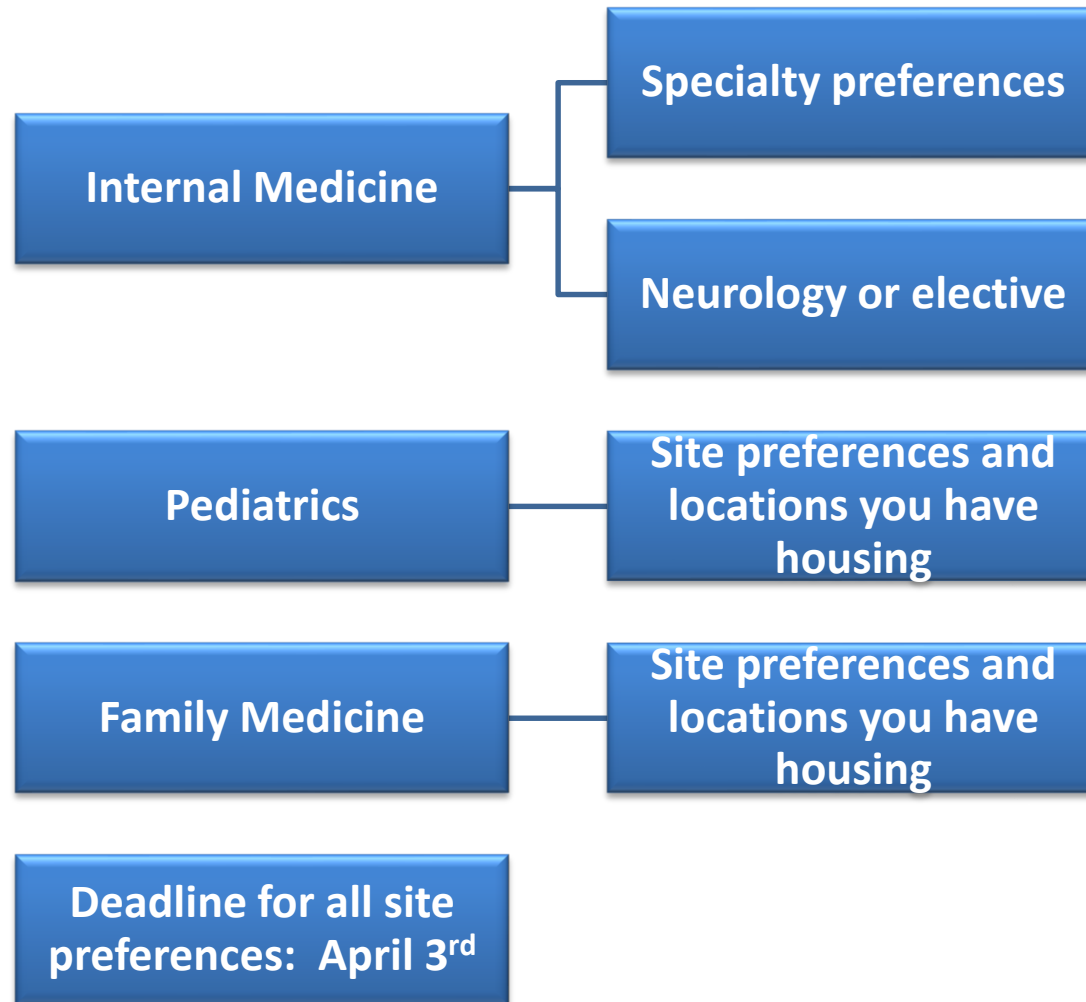 Internal Medicine
Specialty preferences
Neurology or elective
Pediatrics
Site preferences and
locations you have
housing
Family Medicine
Site preferences and
locations you have
housing
Deadline for all site
preferences:  April 3rd